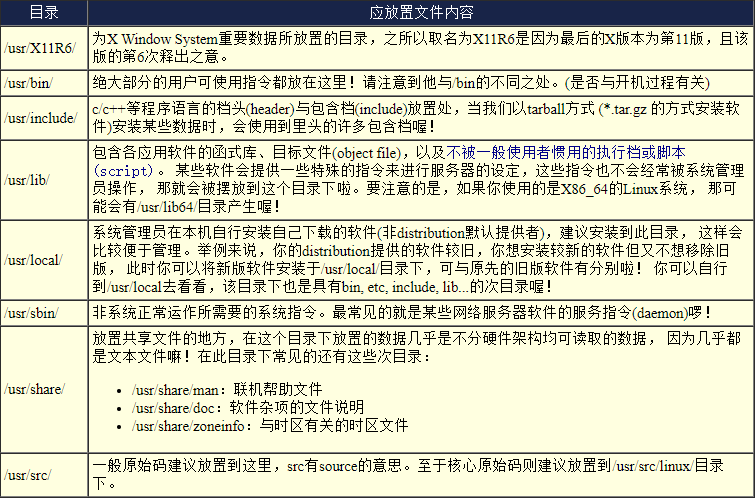 目录 应放置文件内容
/usr/X11R6/ 为X Window System重要数据所放置的目录，之所以取名为X11R6是因为最后的X版本为第11版，且该
版的第6次释出之意。
/usr/bin/ 绝大部分的用户可使用指令都放在这里！请注意到他与/bin的不同之处。(是否与开机过程有关)
/usr/include/ c/c++等程序语言的档头(header)与包含档(include)放置处，当我们以tarball方式 (*.tar.gz 的方式安装软
件)安装某些数据时，会使用到里头的许多包含档喔！
/usr/lib/ 包含各应用软件的函式库、目标文件(object file)，以及不被一般使用者惯用的执行档或脚本
(script)。 某些软件会提供一些特殊的指令来进行服务器的设定，这些指令也不会经常被系统管理
员操作， 那就会被摆放到这个目录下啦。要注意的是，如果你使用的是X86_64的Linux系统， 那可
能会有/usr/lib64/目录产生喔！
/usr/local/ 系统管理员在本机自行安装自己下载的软件(非distribution默认提供者)，建议安装到此目录， 这样会
比较便于管理。举例来说，你的distribution提供的软件较旧，你想安装较新的软件但又不想移除旧
版， 此时你可以将新版软件安装于/usr/local/目录下，可与原先的旧版软件有分别啦！ 你可以自行
到/usr/local去看看，该目录下也是具有bin, etc, include, lib...的次目录喔！
/usr/sbin/ 非系统正常运作所需要的系统指令。最常见的就是某些网络服务器软件的服务指令(daemon)啰！
/usr/share/ 放置共享文件的地方，在这个目录下放置的数据几乎是不分硬件架构均可读取的数据， 因为几乎都
是文本文件嘛！在此目录下常见的还有这些次目录：
• /usr/share/man：联机帮助文件
• /usr/share/doc：软件杂项的文件说明
• /usr/share/zoneinfo：与时区有关的时区文件
/usr/src/ 一般原始码建议放置到这里，src有source的意思。至于核心原始码则建议放置到/usr/src/linux/目录
下。